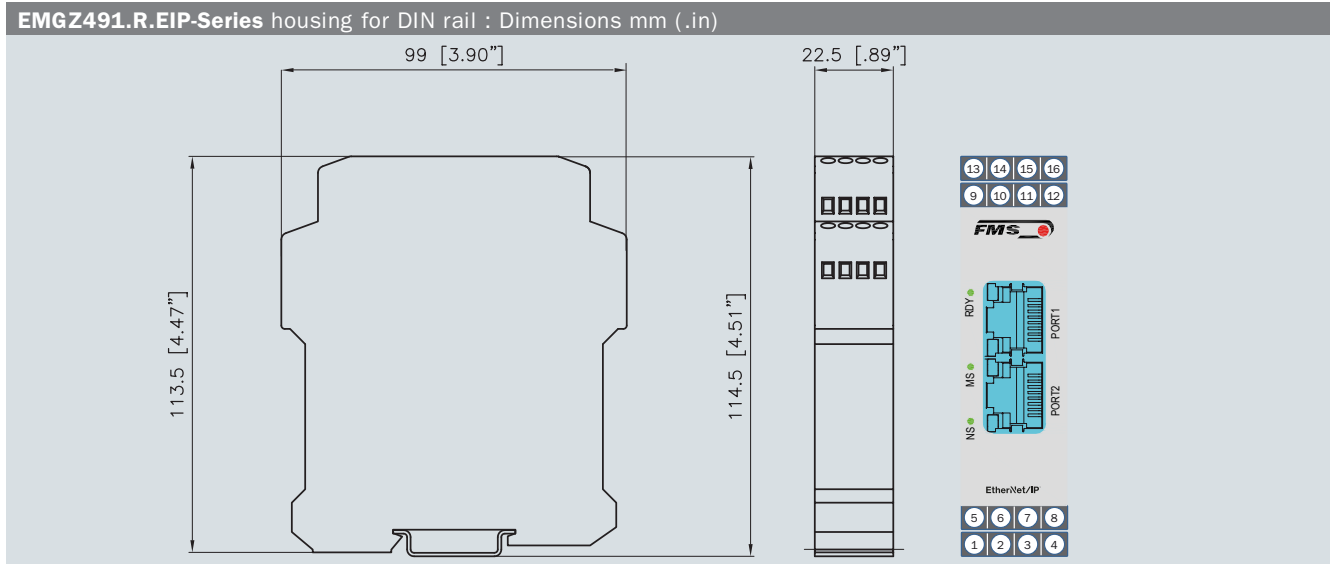 EMGZ491.R.EIP-Series housing for DIN rail : Dimensions mm (.in)
99 [3.90”]
22.5 [.89”]
113.5 [4.47”]
114.5 [4.51”]
13 14 15 16
9 10 11 12
FMS
RDY
PORT1
MS
PORT2
NS
EtherNet/IP
5 6 7 8
1 2 3 4